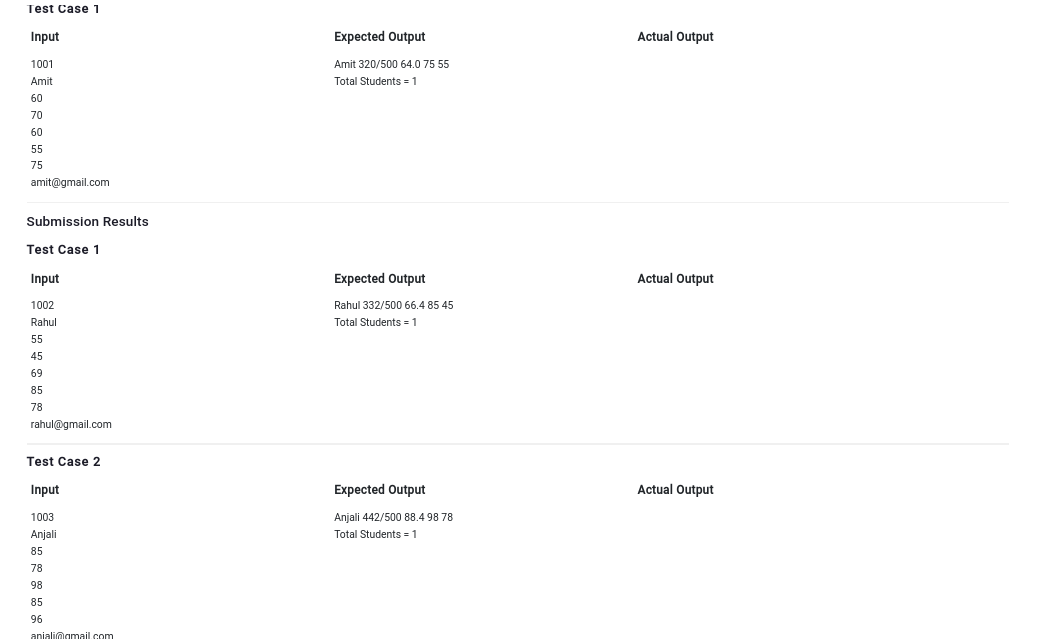 Test Case 1
Input Expected Output Actual Output
1001 Amit 320/500 64.0 75 55
Amit Total Students = 1
60
70
60
55
75
amit@gmail.com
Submission Results
Test Case 1
Input Expected Output Actual Output
1002 Rahul 332/500 66.4 85 45
Rahul Total Students = 1
55
45
69
85
78
rahul@gmail.com
Test Case 2
Input Expected Output Actual Output
1003 Anjali 442/500 88.4 98 78
Anjali Total Students = 1
85
78
98
85
96
anjali@gmail.com